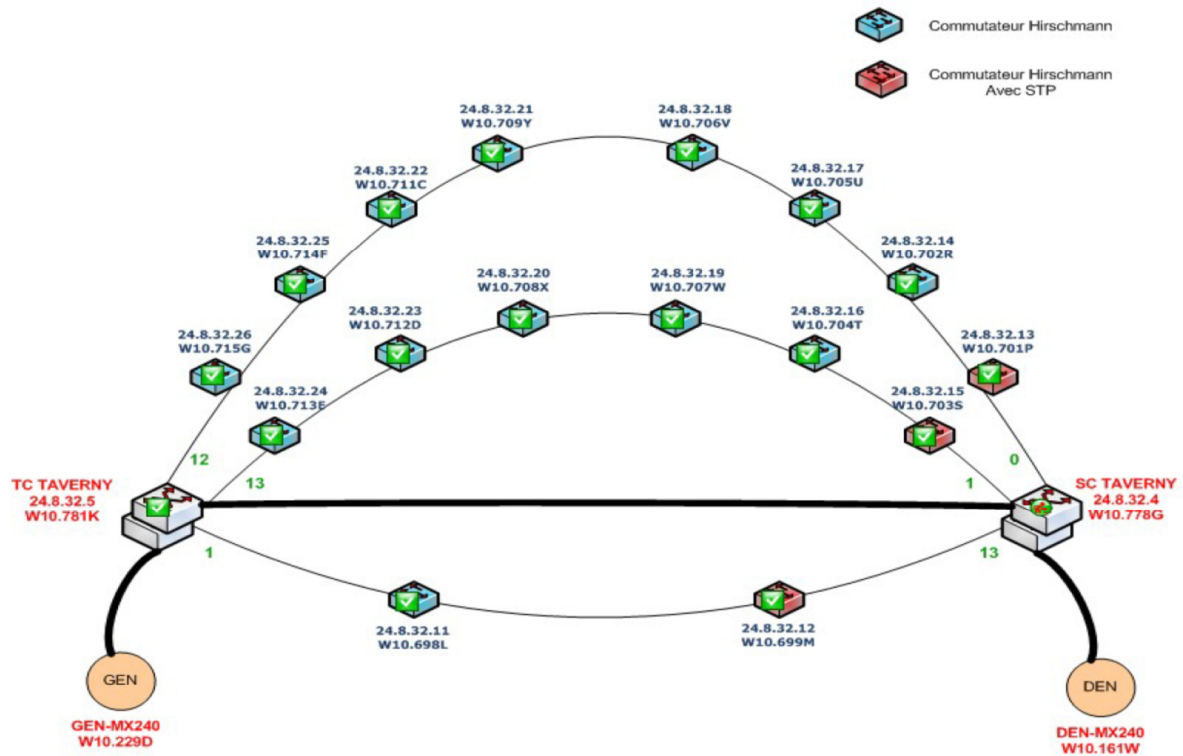 Commutateur Hirschmann
Commutateur Hirschmann
Avec STP
24.8.32.21
W10.709Y
24.8.32.18
W10.706V
24.8.32.22
W10.711C
24.8.32.17
W10.705U
24.8.32.25
W10.714F
24.8.32.14
W10.702R
24.8.32.20
W10.708X
24.8.32.19
W10.707W
24.8.32.23
W10.712D
24.8.32.16
W10.704T
24.8.32.26
W10.715G
24.8.32.13
W10.701P
24.8.32.24
W10.713E
24.8.32.15
W10.703S
12
0
13
1
TC TAVERNY
24.8.32.5
W10.781K
SC TAVERNY
24.8.32.4
W10.778G
1
13
24.8.32.11
W10.698L
24.8.32.12
W10.699M
GEN
DEN
GEN-MX240
W10.229D
DEN-MX240
W10.161W